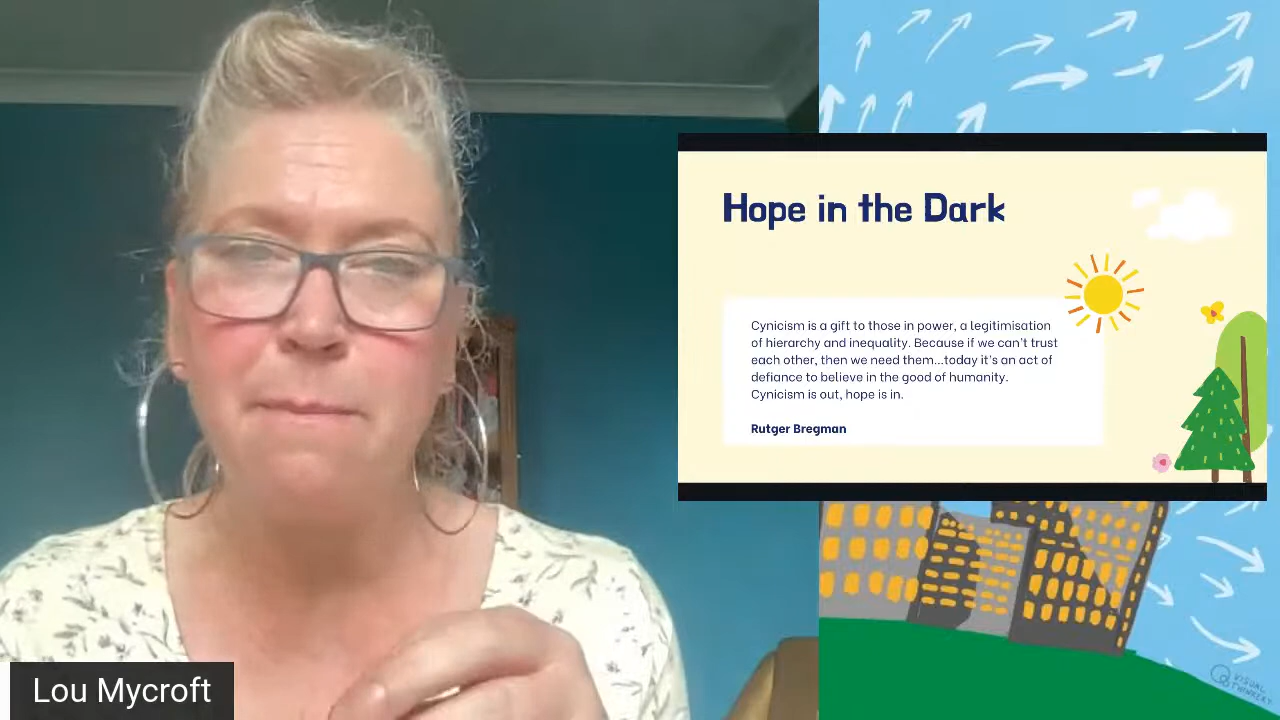 Hope in the Dark
Cynicism is a gift to those in power, a legitimisation
of hierarchy and inequality. Because if we can't trust
each other, then we need them...today it's an act of
defiance to believe in the good of humanity.
Cynicism is out, hope is in.
Rutger Bregman
Lou Mycroft
VISUAL
THINKERY